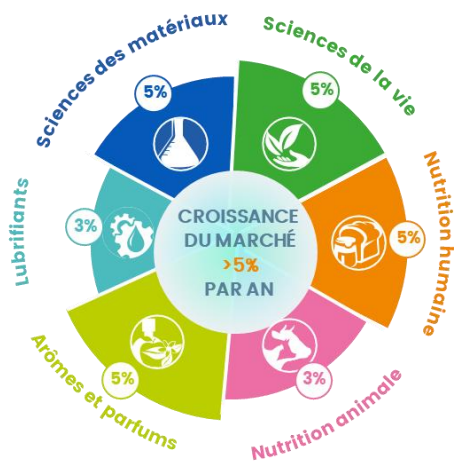 Sciences des matériaux
5%
Sciences de la vie
5%
Nutrition humaine
5%
Nutrition animale
3%
Arômes et parfums
5%
Lubrifiants
3%
CROISSANCE
DU MARCHÉ
>5%
PAR AN